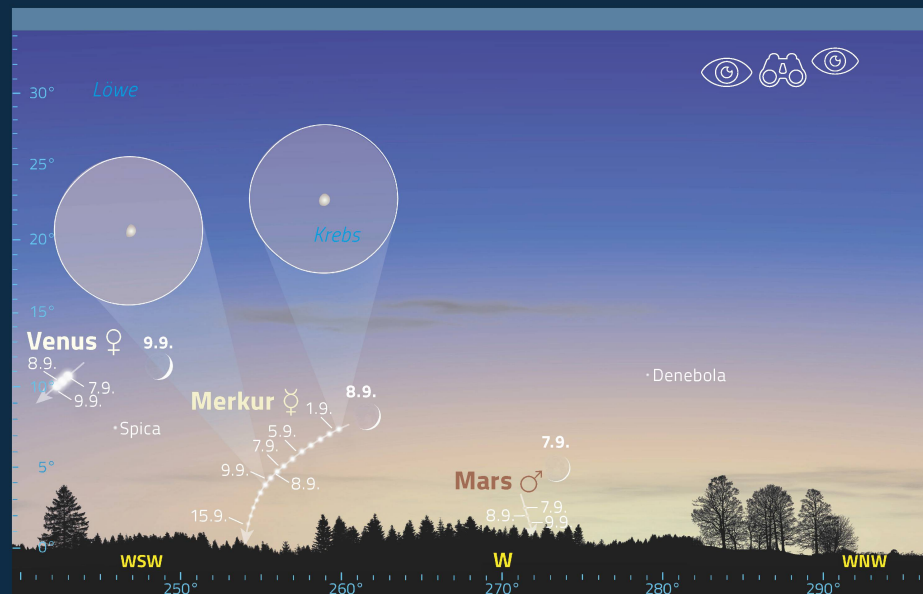 30°
Löwe
25°
20°
Krebs
15°
Venus ♀
9.9.
8.9.
7.9.
9.9.
10°
Spica
Denebola
Merkur ☿
8.9.
1.9.
5.9.
7.9.
9.9.
8.9.
15.9.
5°
7.9.
Mars ♂
7.9.
8.9.
9.9.
0°
WSW
W
WNW
250°
260°
270°
280°
290°